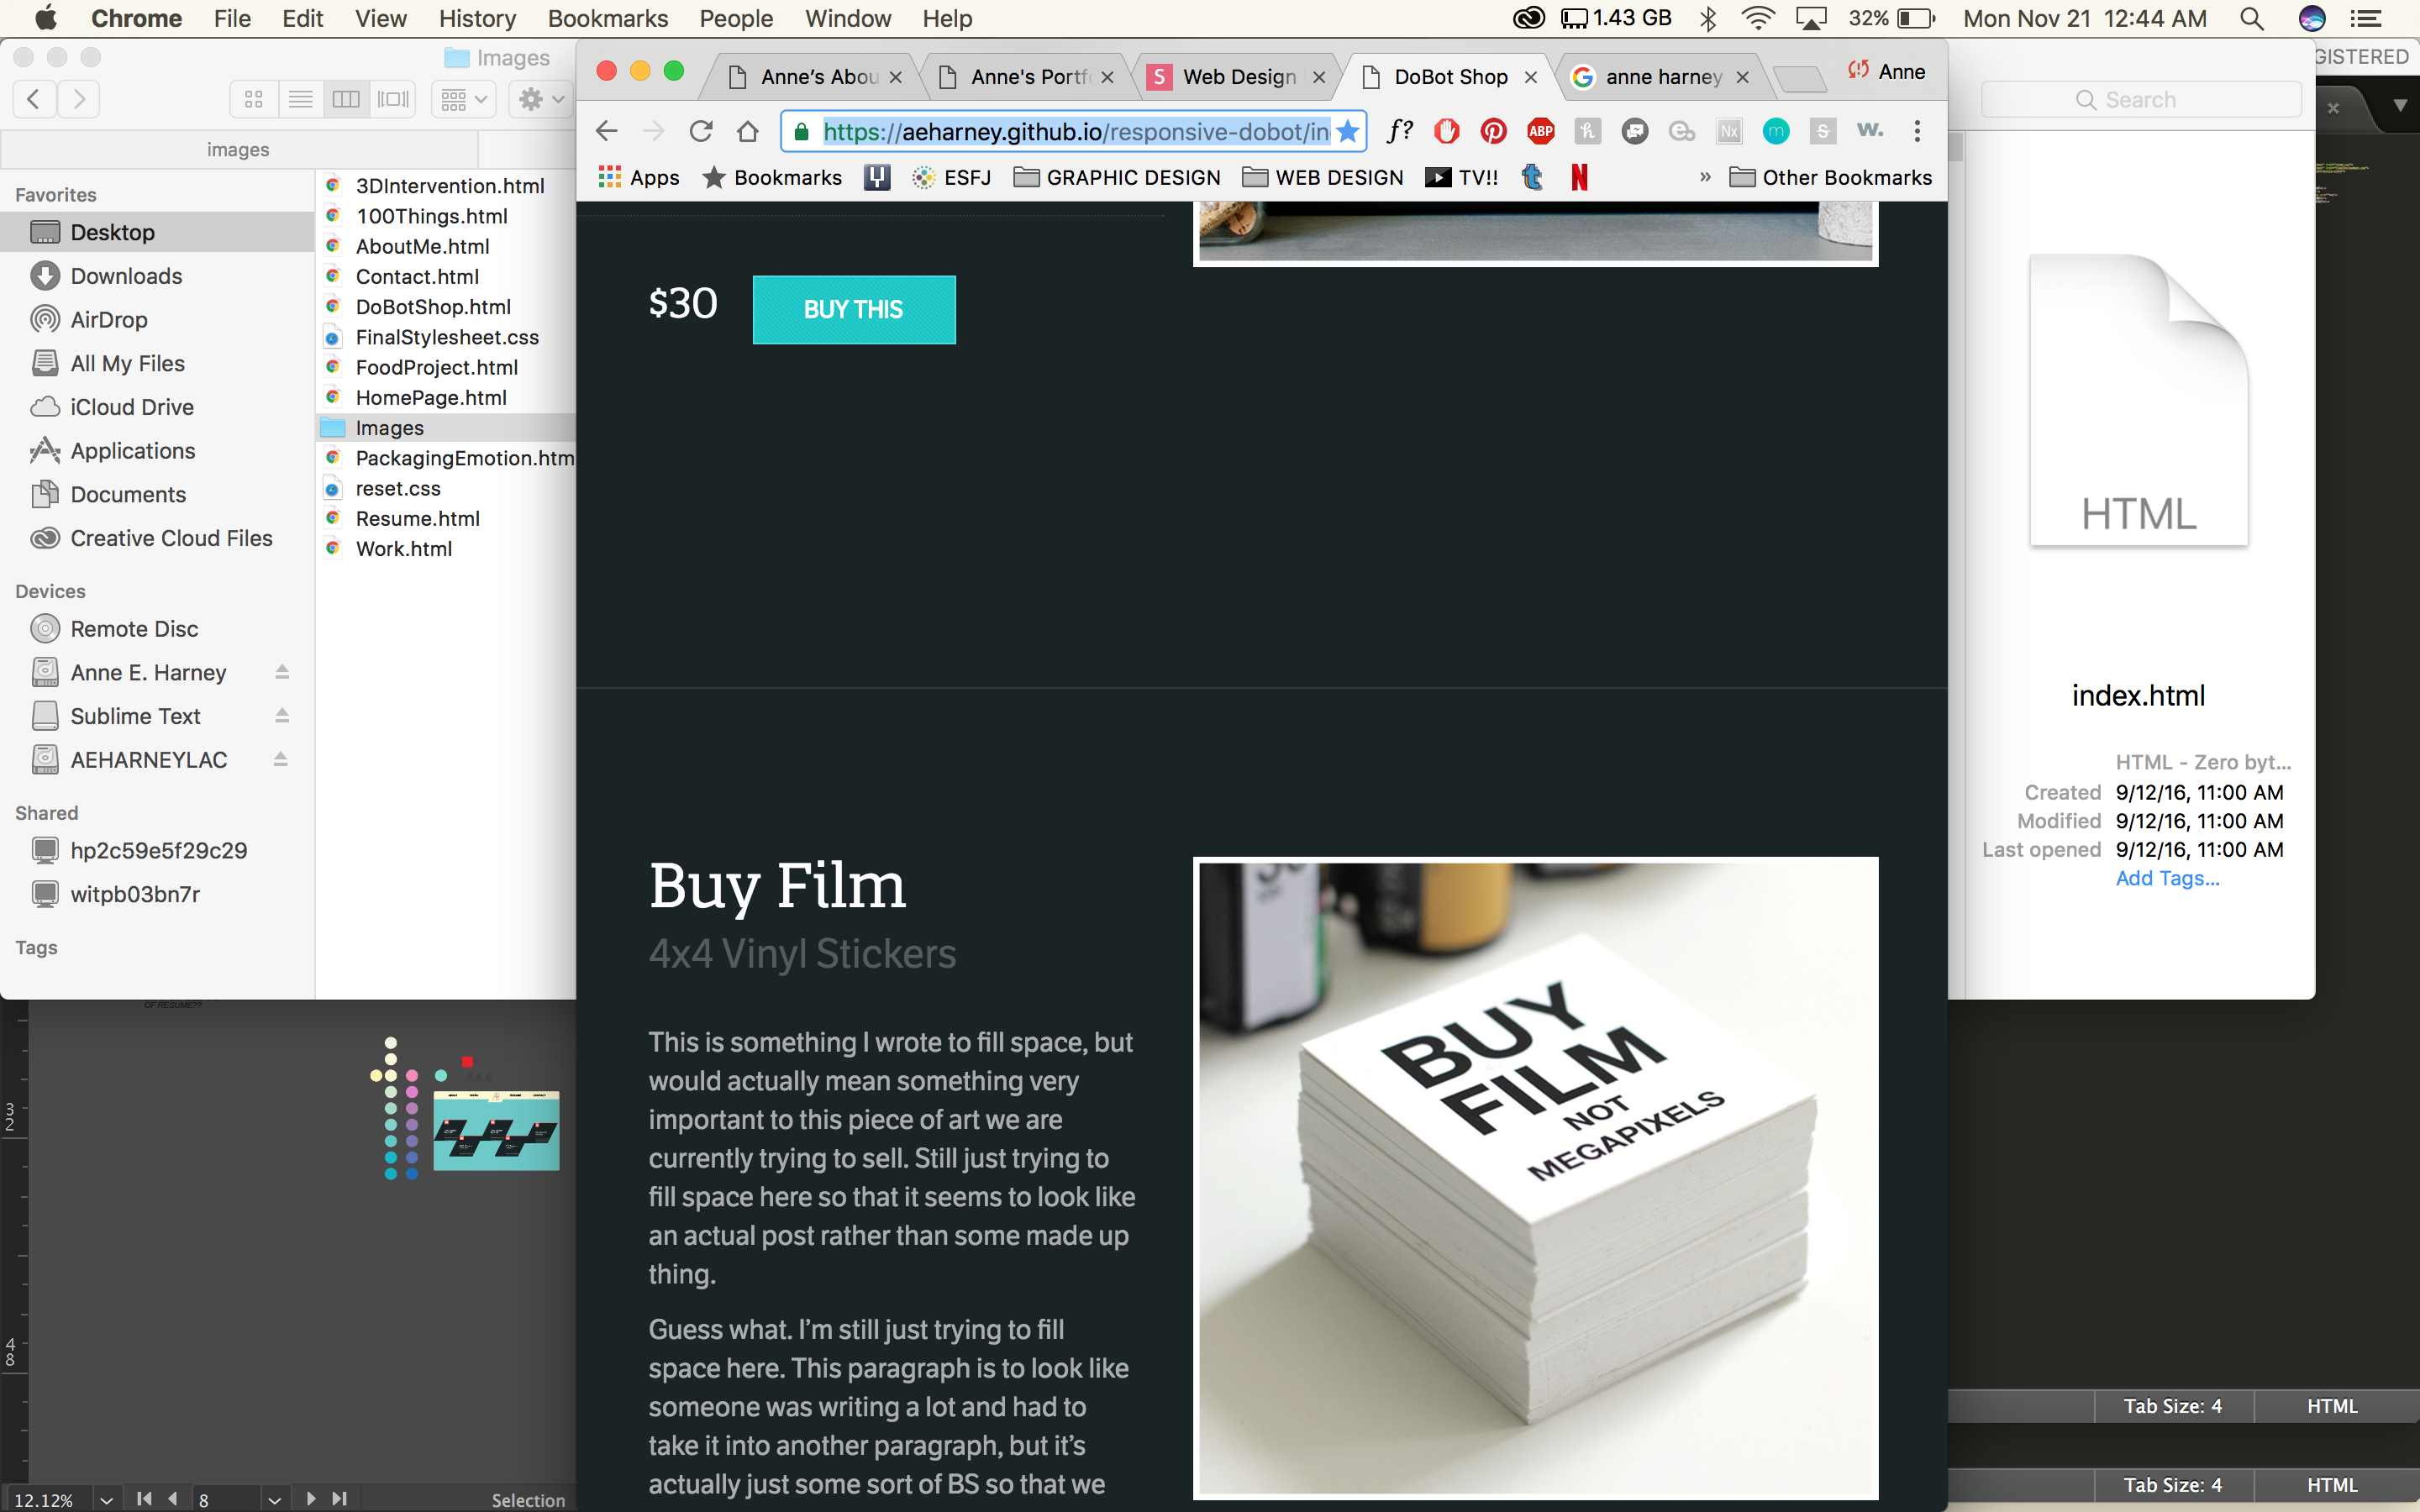 Chrome File Edit View History Bookmarks People Window Help 1.43 GB 32% Mon Nov 21 12:44 AM
Images
images
Favorites
Desktop
Downloads
AirDrop
All My Files
iCloud Drive
Applications
Documents
Creative Cloud Files
Devices
Remote Disc
Anne E. Harney
Sublime Text
AEHARNEYLAC
Shared
hp2c59e5f29c29
witpb03bn7r
Tags
3DIntervention.html
100Things.html
AboutMe.html
Contact.html
DoBotShop.html
FinalStylesheet.css
FoodProject.html
HomePage.html
Images
PackagingEmotion.htm
reset.css
Resume.html
Work.html
Anne's Abou Anne's Portf S Web Design DoBot Shop anne harney Anne
https://aeharney.github.io/responsive-dobot/in f? ABP h Nx m S w.
Apps Bookmarks ESFJ GRAPHIC DESIGN WEB DESIGN TV!! t N » Other Bookmarks
$30 BUY THIS
Buy Film
4x4 Vinyl Stickers
This is something I wrote to fill space, but
would actually mean something very
important to this piece of art we are
currently trying to sell. Still just trying to
fill space here so that it seems to look like
an actual post rather than some made up
thing.
Guess what. I'm still just trying to fill
space here. This paragraph is to look like
someone was writing a lot and had to
take it into another paragraph, but it's
actually just some sort of BS so that we
BUY
FILM
NOT
MEGAPIXELS
GISTERED
Search
HTML
index.html
HTML - Zero byt...
Created 9/12/16, 11:00 AM
Modified 9/12/16, 11:00 AM
Last opened 9/12/16, 11:00 AM
Add Tags...
OF RESUME??
3
2
4
8
12.12% 8 Selection
Tab Size: 4 HTML
Tab Size: 4 HTML